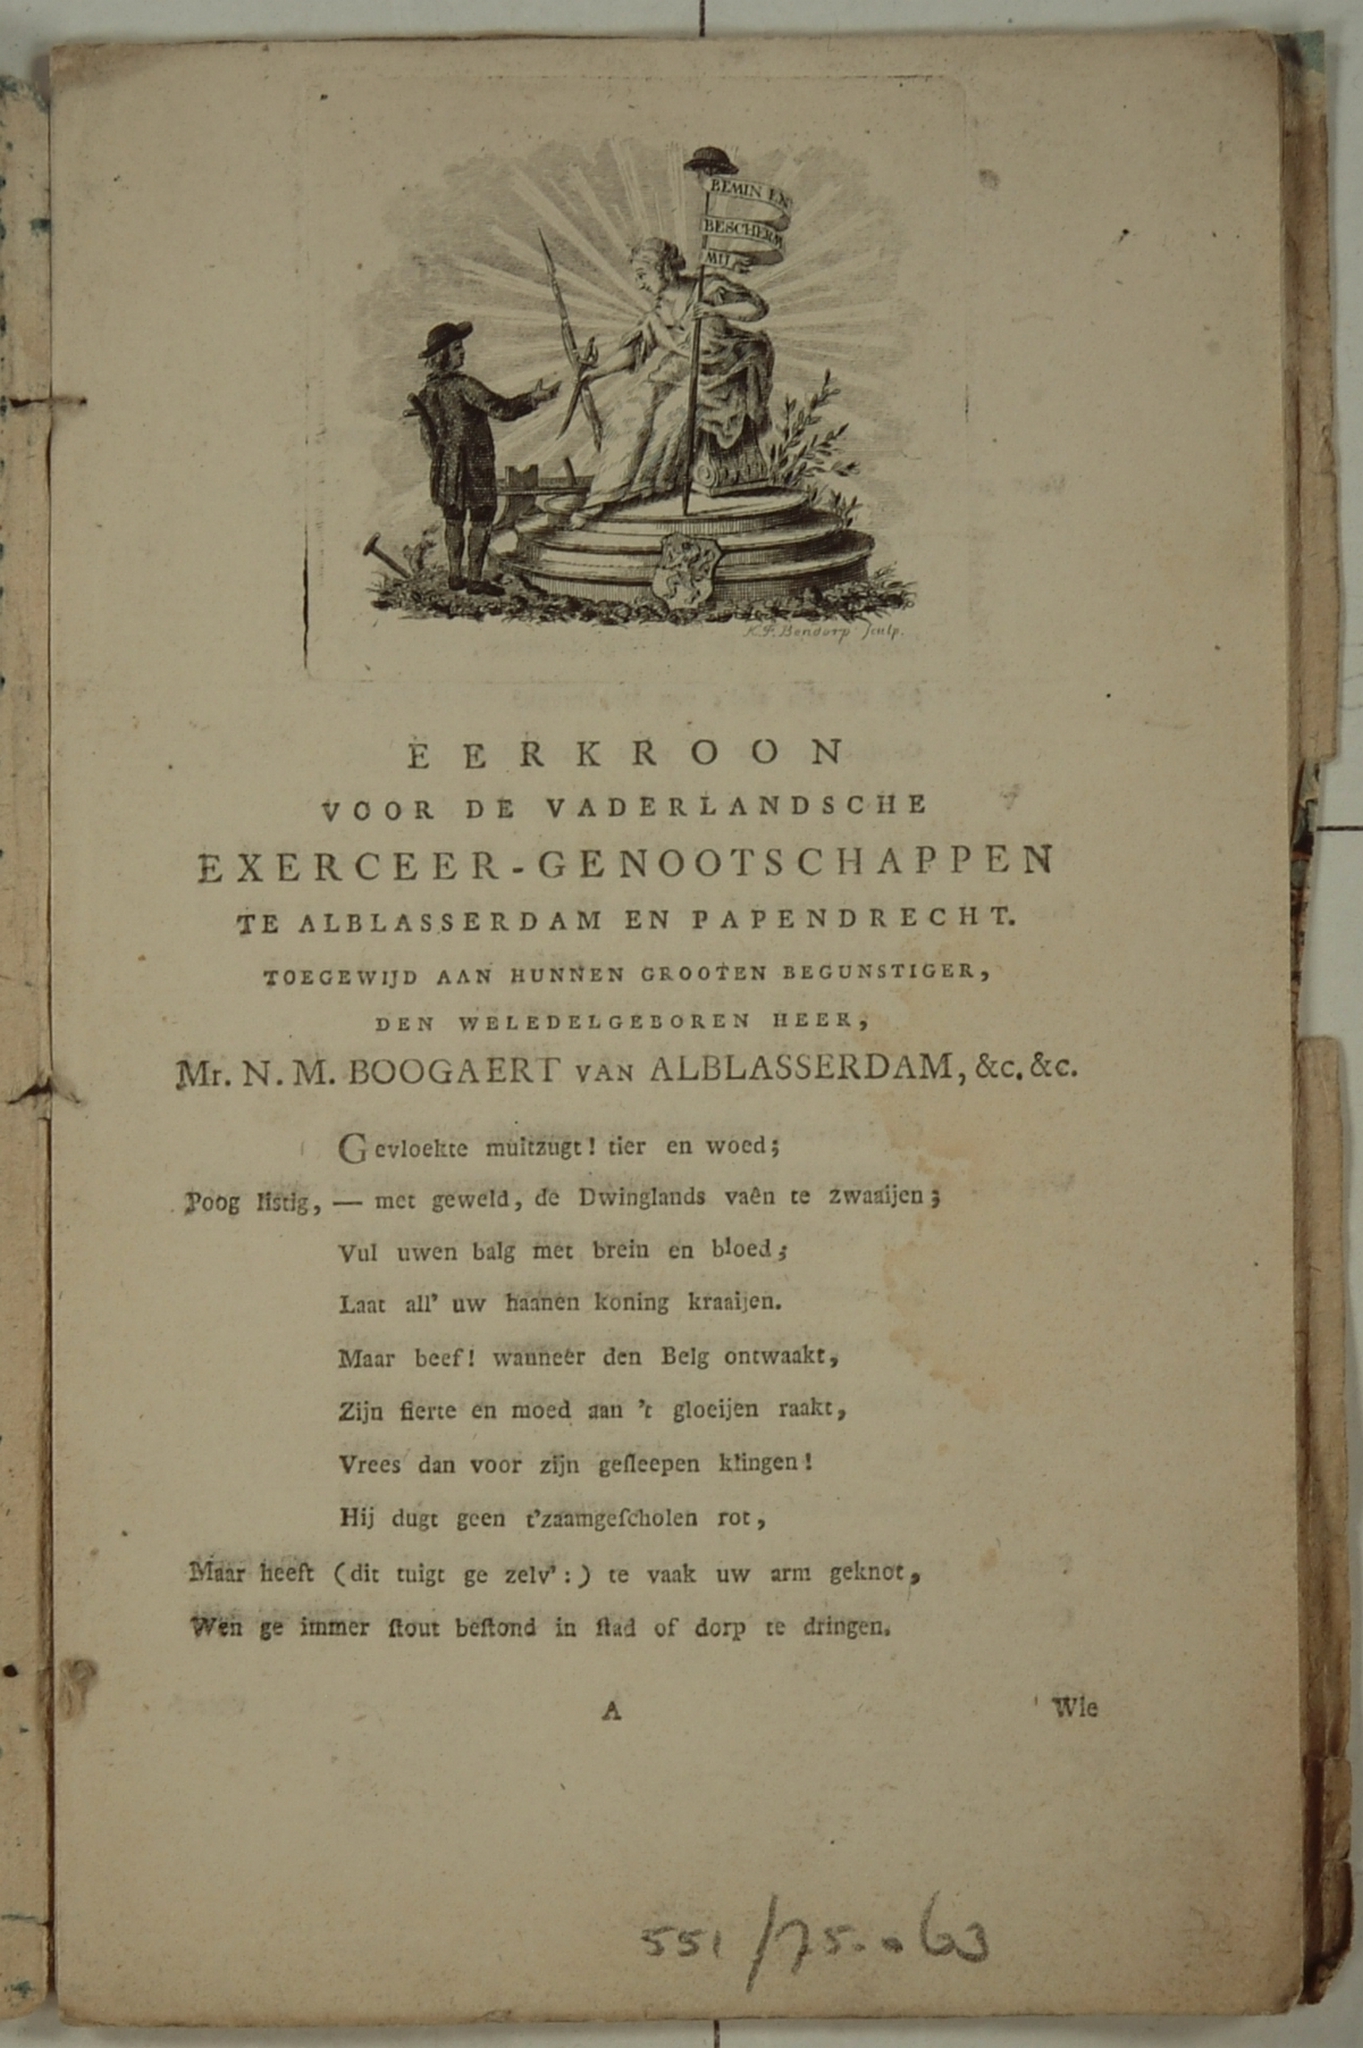 BEMIN EN
BESCHERM
MIJ
K. F. Bendorp sculp.
EERKROON
VOOR DE VADERLANDSCHE
EXERCEER-GENOOTSCHAPPEN
TE ALBLASSERDAM EN PAPENDRECHT.
TOEGEWIJD AAN HUNNEN GROOTEN BEGUNSTIGER,
DEN WELEDELGEBOREN HEER,
Mr. N. M. BOOGAERT VAN ALBLASSERDAM, &c. &c.
Gevloekte muitzugt! tier en woed;
Poog listig, — met geweld, de Dwinglands vaên te zwaaijen;
Vul uwen balg met brein en bloed;
Laat all' uw haanen koning kraaijen.
Maar beef! wanneer den Belg ontwaakt,
Zijn fierte en moed aan 't gloeijen raakt,
Vrees dan voor zijn geſleepen klingen!
Hij dugt geen t'zaamgeſcholen rot,
Maar heeft (dit tuigt ge zelv':) te vaak uw arm geknot,
Wen ge immer ſtout beſtond in ſtad of dorp te dringen.
A
Wie
551/75..63